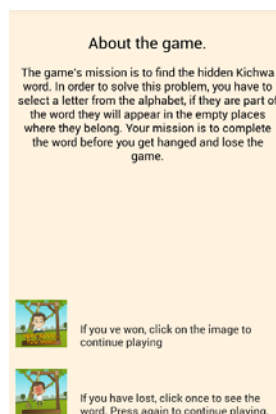 About the game.
The game's mission is to find the hidden Kichwa
word. In order to solve this problem, you have to
select a letter from the alphabet, if they are part of
the word they will appear in the empty places
where they belong. Your mission is to complete
the word before you get hanged and lose the
game.
If you ve won, click on the image to
continue playing
If you have lost, click once to see the
word. Press again to continue playing.